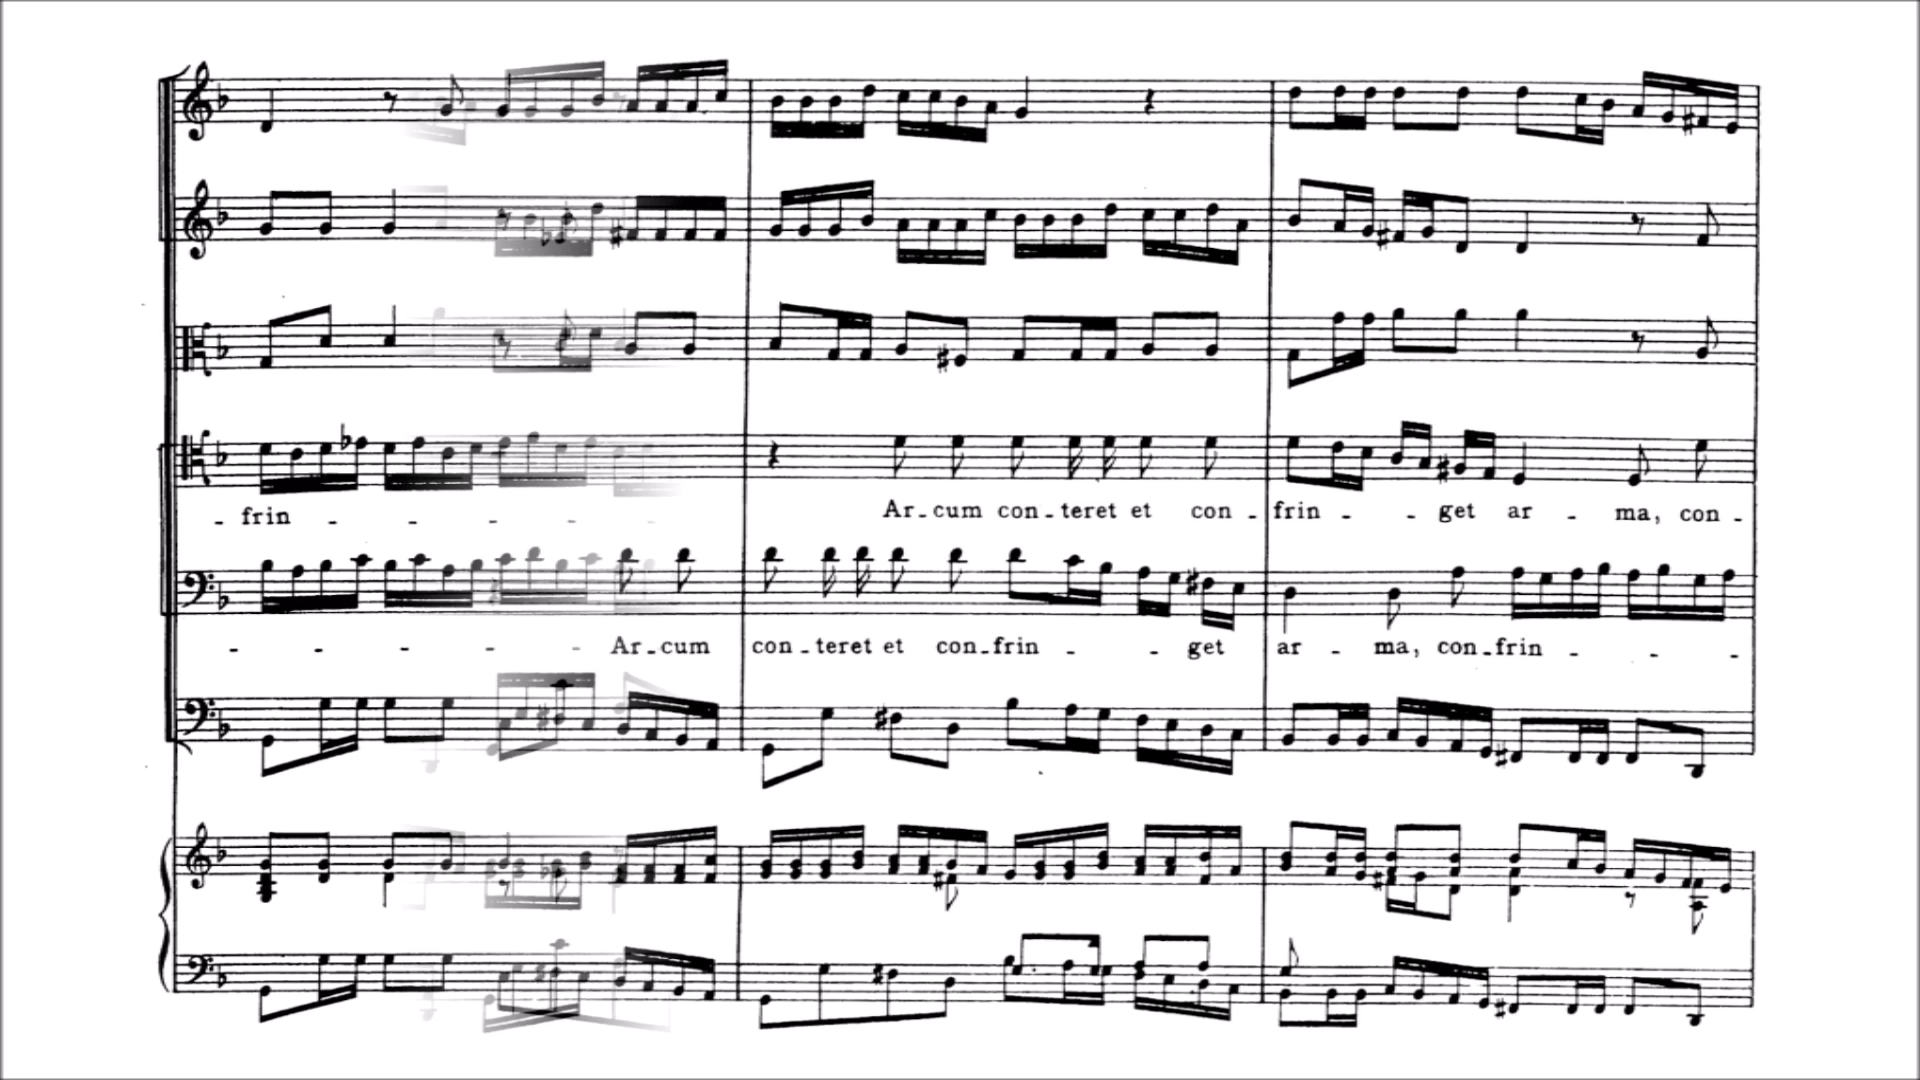 - frin - - - - - Ar-cum con-teret et con-frin - - get ar - ma, con-
- - - - - Ar-cum con-teret et con-frin - - get ar - ma, con-frin - - -